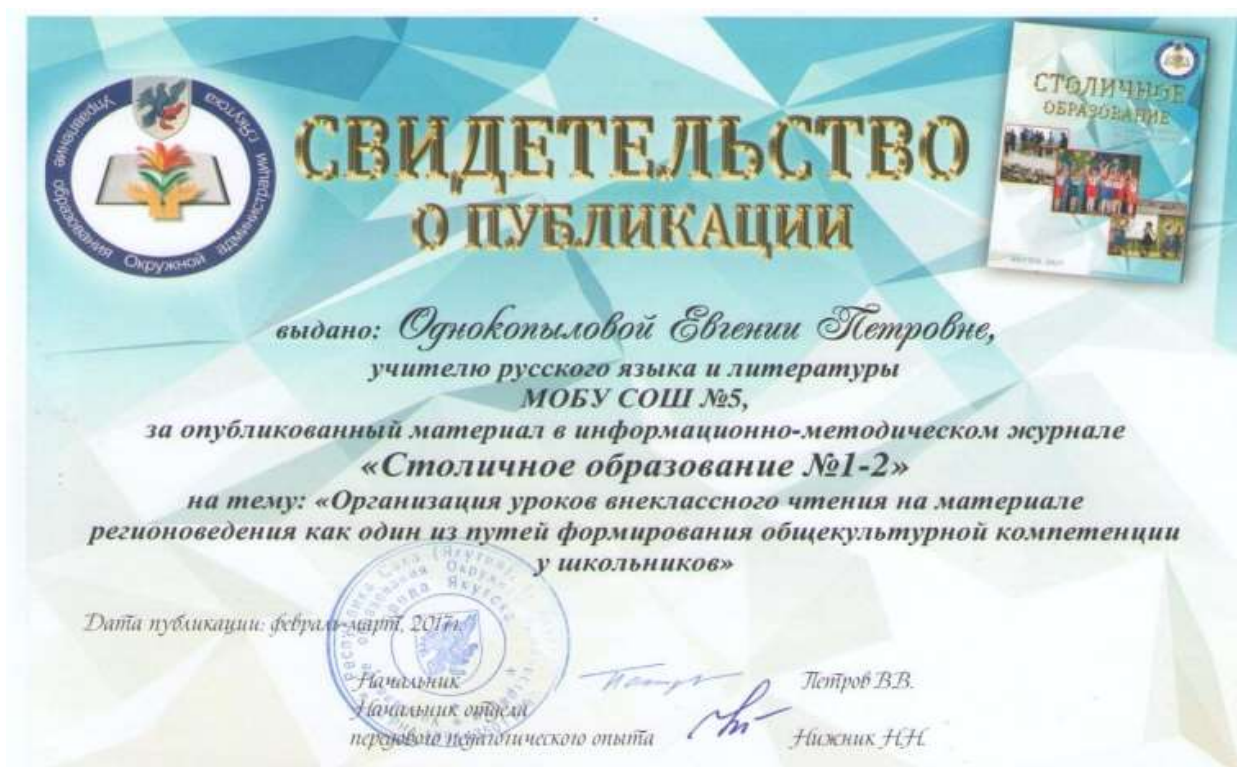 Управление образования Окружной администрации г.Якутска
СТОЛИЧНОЕ
ОБРАЗОВАНИЕ
СВИДЕТЕЛЬСТВО
О ПУБЛИКАЦИИ
выдано: Однокопыловой Евгении Петровне,
учителю русского языка и литературы
МОБУ СОШ №5,
за опубликованный материал в информационно-методическом журнале
«Столичное образование №1-2»
на тему: «Организация уроков внеклассного чтения на материале
регионоведения как один из путей формирования общекультурной компетенции
у школьников»
Дата публикации: февраль-март, 2017г.
Начальник Петров В.В.
Начальник отдела
передового педагогического опыта Нижник Н.Н.